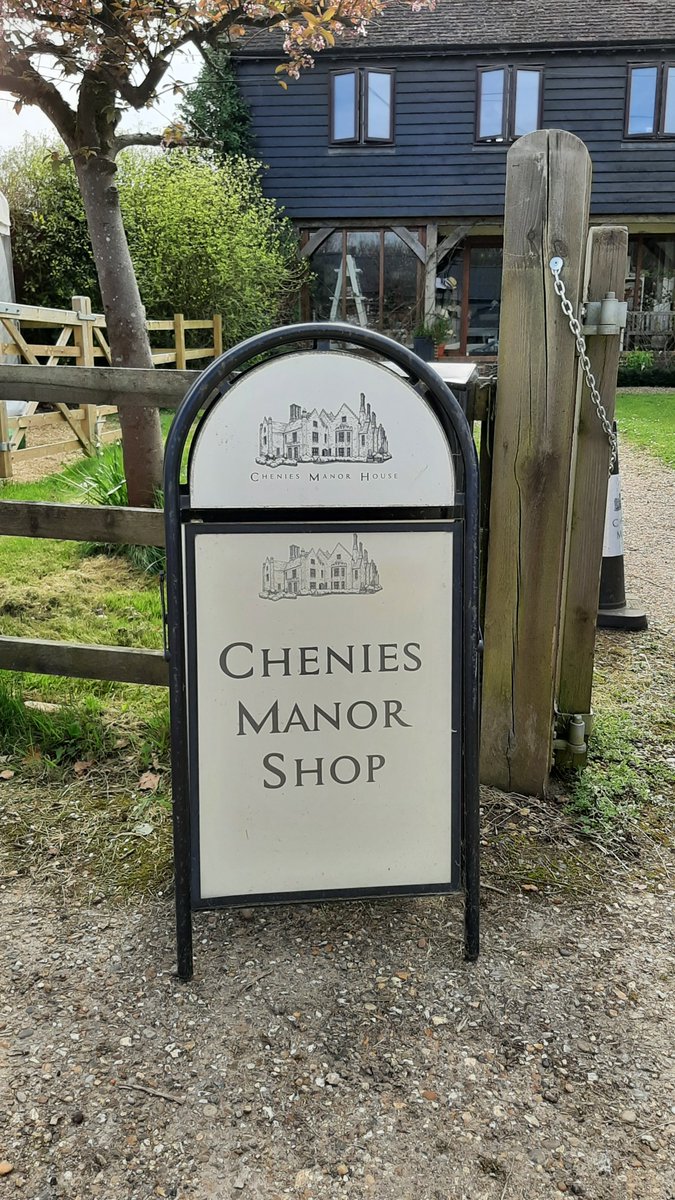 Chenies Manor House
Chenies
Manor
Shop